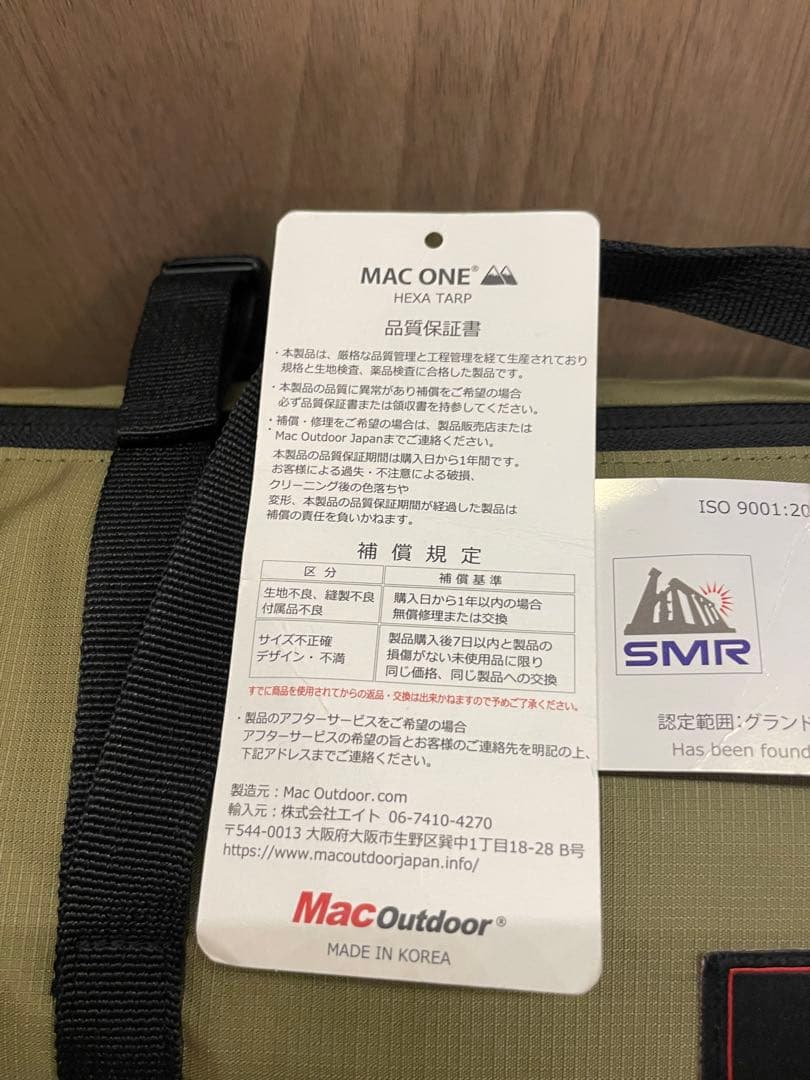 MAC ONE®
HEXA TARP
品質保証書
・本製品は、厳格な品質管理と工程管理を経て生産されており
規格と生地検査、薬品検査に合格した製品です。
・本製品の品質に異常があり補償をご希望の場合
必ず品質保証書または領収書を持参してください。
・補償・修理をご希望の場合は、製品販売店または
Mac Outdoor Japanまでご連絡ください。
本製品の品質保証期間は購入日から1年間です。
お客様による過失・不注意による破損、
クリーニング後の色落ちや
変形、本製品の品質保証期間が経過した製品は
補償の責任を負いかねます。
補償規定
区分 補償基準
生地不良、縫製不良
付属品不良
購入日から1年以内の場合
無償修理または交換
サイズ不正確
デザイン・不満
製品購入後7日以内と製品の
損傷がない未使用品に限り
同じ価格、同じ製品への交換
すでに商品を使用されてからの返品・交換は出来かねますので予めご了承ください。
・製品のアフターサービスをご希望の場合
アフターサービスの希望の旨とお客様のご連絡先を明記の上、
下記アドレスまでご連絡ください。
製造元：Mac Outdoor.com
輸入元：株式会社エイト 06-7410-4270
〒544-0013 大阪府大阪市生野区巽中1丁目18-28 B号
https://www.macoutdoorjapan.info/
MacOutdoor®
MADE IN KOREA
ISO 9001:20
SMR
認定範囲：グランド
Has been found